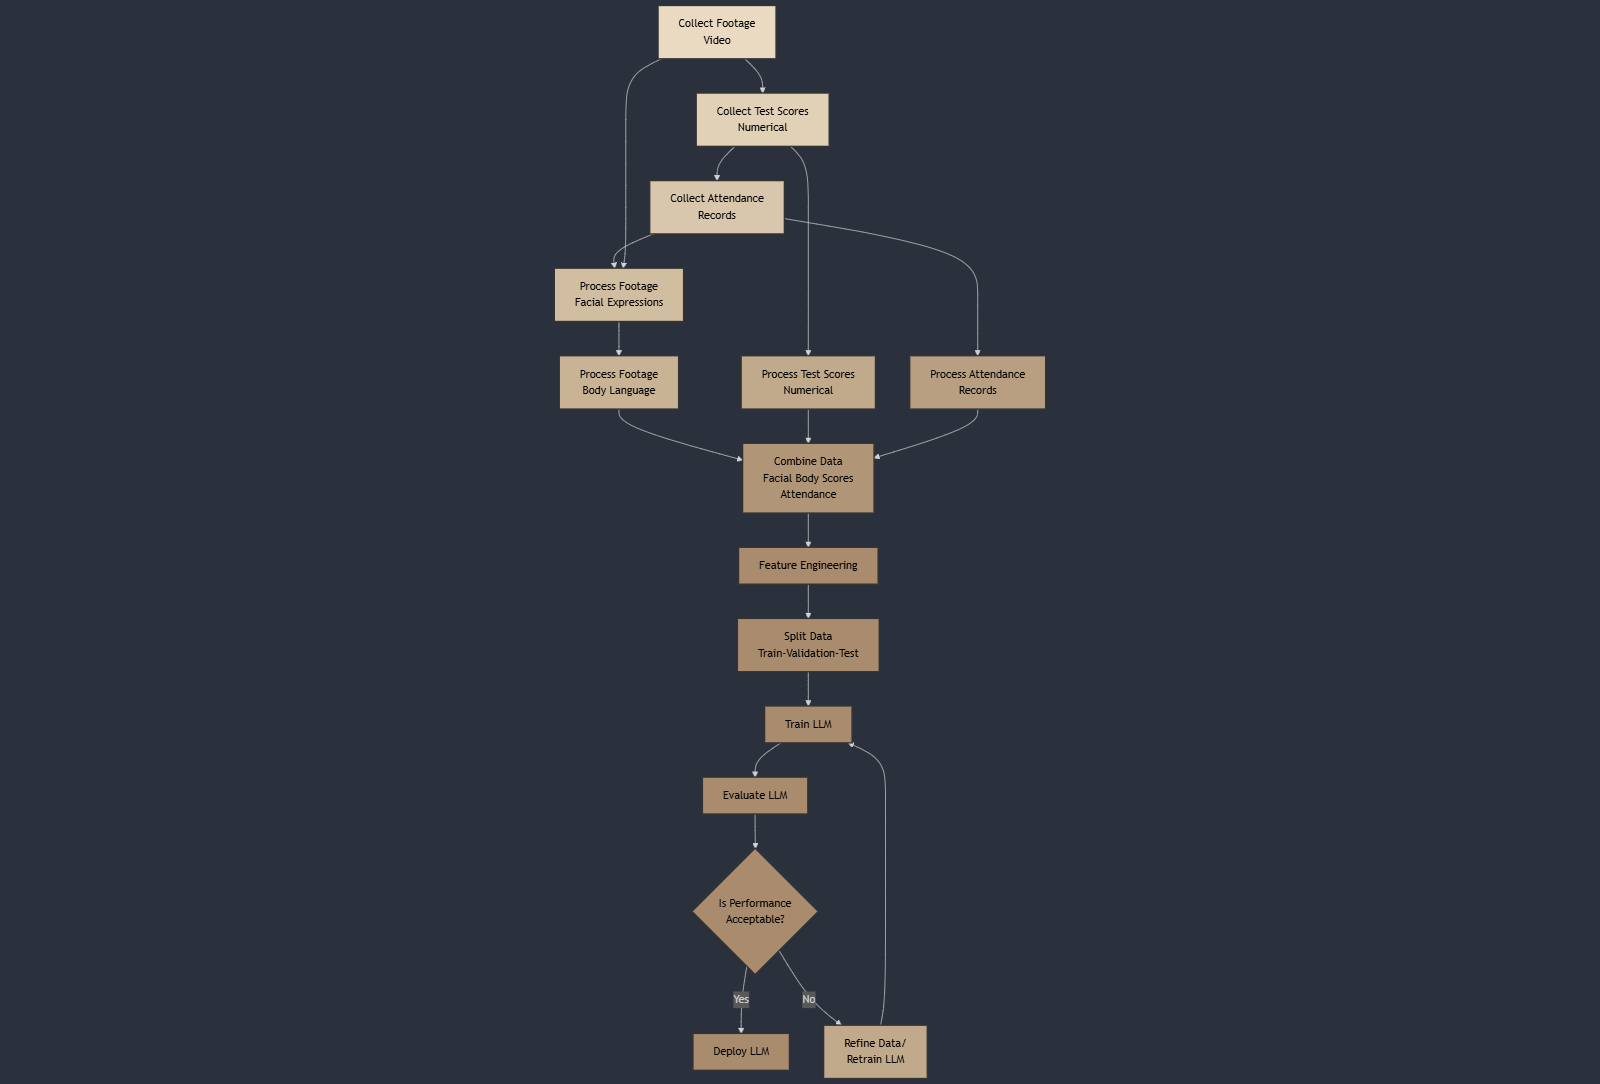 Collect Footage
Video
Collect Test Scores
Numerical
Collect Attendance
Records
Process Footage
Facial Expressions
Process Footage
Body Language
Process Test Scores
Numerical
Process Attendance
Records
Combine Data
Facial Body Scores
Attendance
Feature Engineering
Split Data
Train-Validation-Test
Train LLM
Evaluate LLM
Is Performance
Acceptable?
Yes
No
Deploy LLM
Refine Data/
Retrain LLM